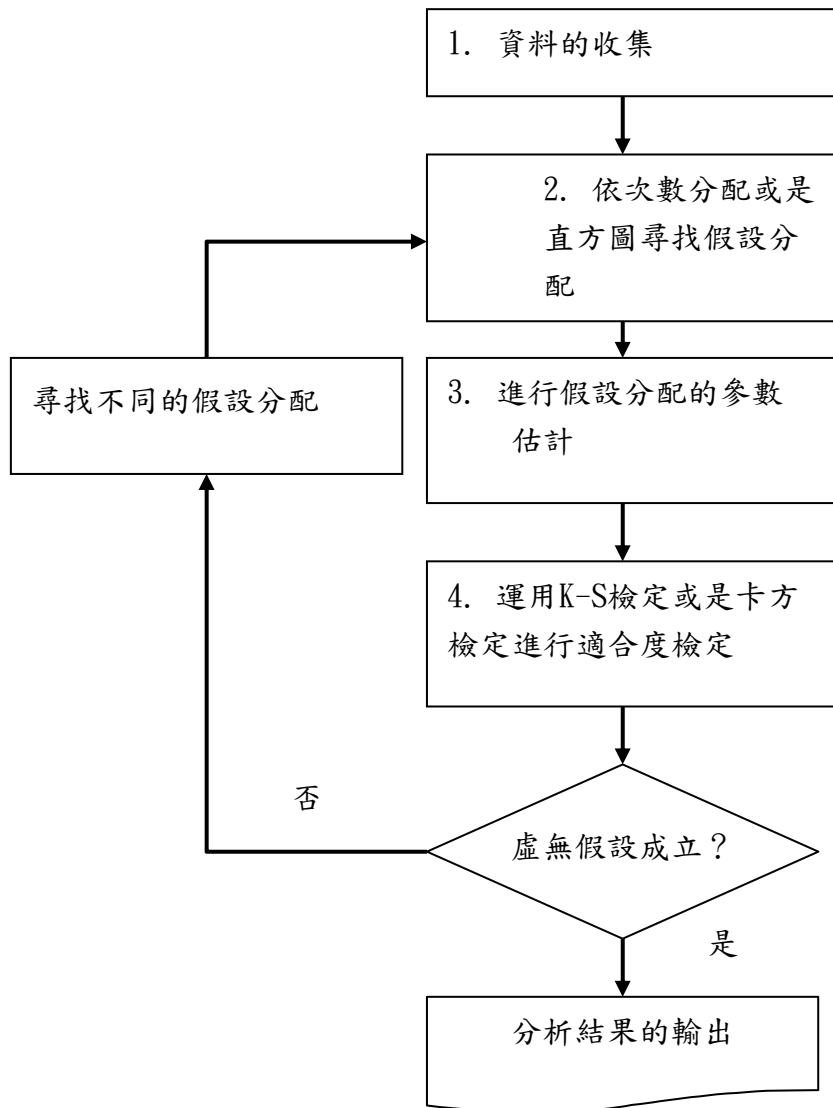 1. 資料的收集
2. 依次數分配或是
直方圖尋找假設分
配
尋找不同的假設分配
3. 進行假設分配的參數
估計
4. 運用K-S檢定或是卡方
檢定進行適合度檢定
否
虛無假設成立？
是
分析結果的輸出